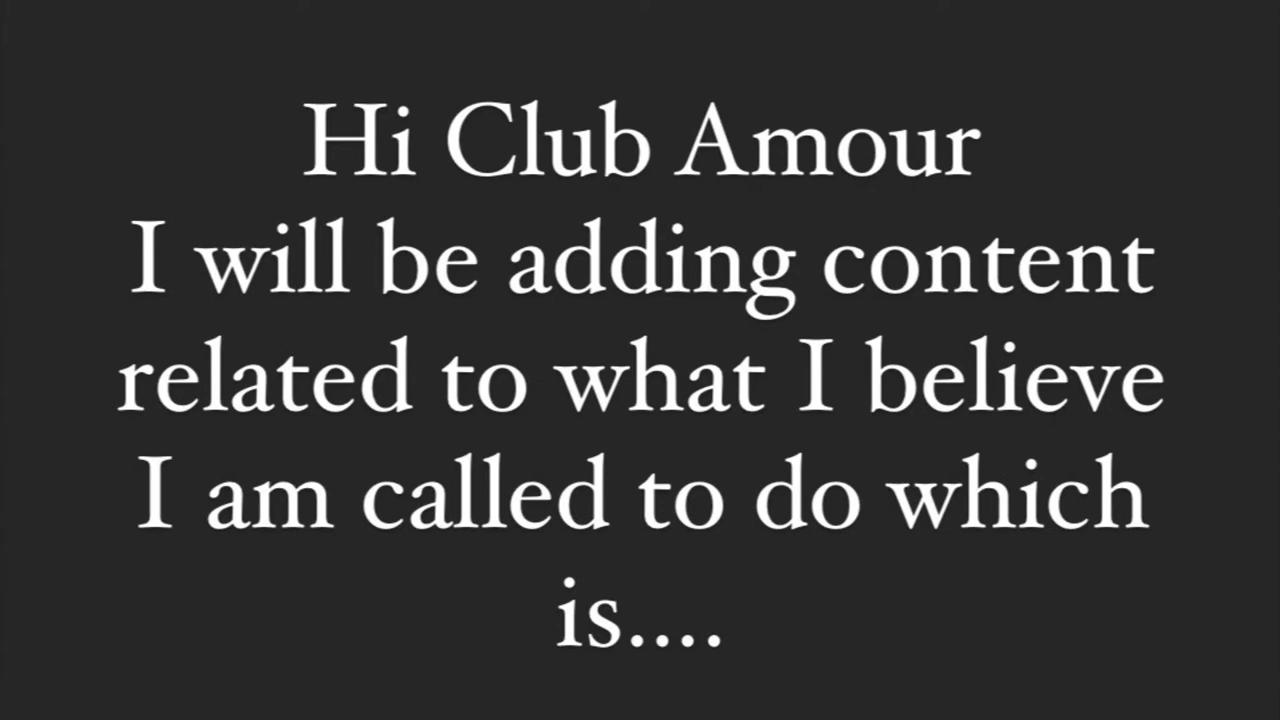 Hi Club Amour
I will be adding content
related to what I believe
I am called to do which
is....